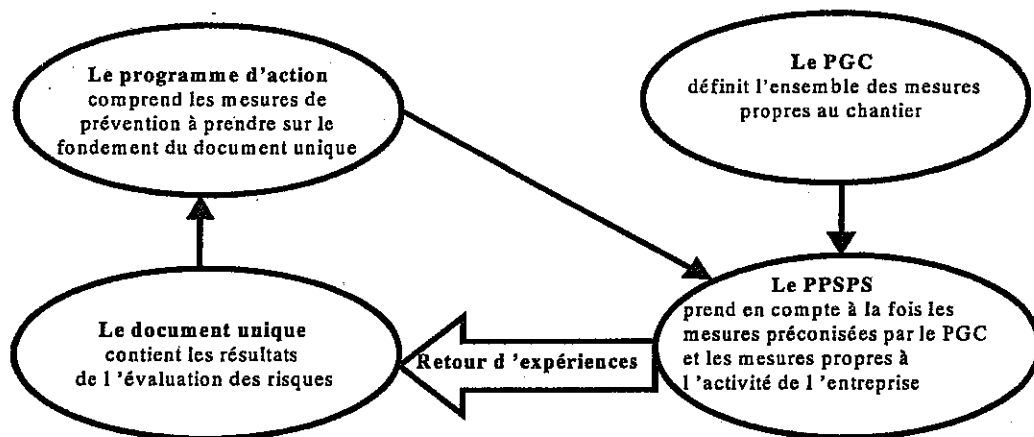 Le programme d'action
comprend les mesures de
prévention à prendre sur le
fondement du document unique
Le PGC
définit l'ensemble des mesures
propres au chantier
Le document unique
contient les résultats
de l 'évaluation des risques
Retour d 'expériences
Le PPSPS
prend en compte à la fois les
mesures préconisées par le PGC
et les mesures propres à
l 'activité de l 'entreprise